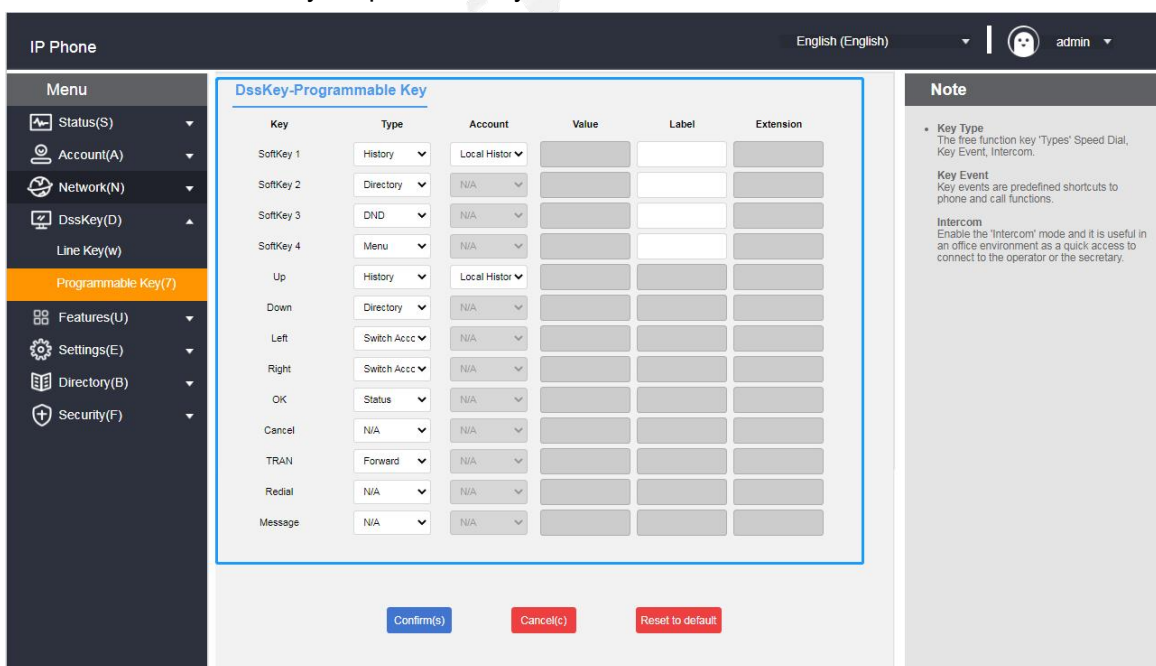 IP Phone
English (English)
admin
Menu
Status(S)
Account(A)
Network(N)
DssKey(D)
Line Key(w)
Programmable Key(7)
Features(U)
Settings(E)
Directory(B)
Security(F)
DssKey-Programmable Key
Key Type Account Value Label Extension
SoftKey 1 History Local Histor
SoftKey 2 Directory N/A
SoftKey 3 DND N/A
SoftKey 4 Menu N/A
Up History Local Histor
Down Directory N/A
Left Switch Accc N/A
Right Switch Accc N/A
OK Status N/A
Cancel N/A N/A
TRAN Forward N/A
Redial N/A N/A
Message N/A N/A
Confirm(s) Cancel(c) Reset to default
Note
Key Type
The free function key 'Types' Speed Dial,
Key Event, Intercom.
Key Event
Key events are predefined shortcuts to
phone and call functions.
Intercom
Enable the 'Intercom' mode and it is useful in
an office environment as a quick access to
connect to the operator or the secretary.